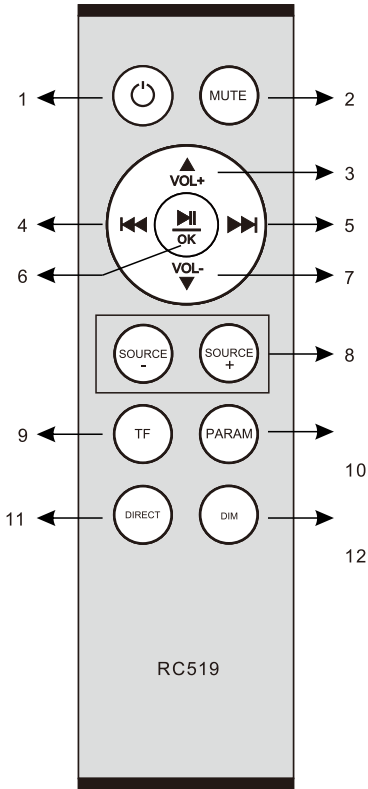 1
MUTE
2
VOL+
3
4
OK
5
6
VOL-
7
SOURCE
-
SOURCE
+
8
9
TF
PARAM
10
11
DIRECT
DIM
12
RC519